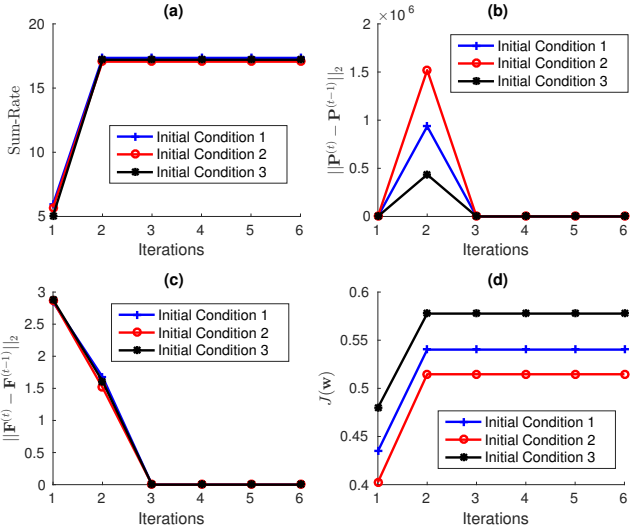 (a)
Sum-Rate
20
15
10
5
1 2 3 4 5 6
Iterations
Initial Condition 1
Initial Condition 2
Initial Condition 3
(b)
×10^6
||P^(t) − P^(t−1)||_2
2
1.5
1
0.5
0
1 2 3 4 5 6
Iterations
Initial Condition 1
Initial Condition 2
Initial Condition 3
(c)
||F^(t) − F^(t−1)||_2
3
2.5
2
1.5
1
0.5
0
1 2 3 4 5 6
Iterations
Initial Condition 1
Initial Condition 2
Initial Condition 3
(d)
J(w)
0.6
0.55
0.5
0.45
0.4
1 2 3 4 5 6
Iterations
Initial Condition 1
Initial Condition 2
Initial Condition 3